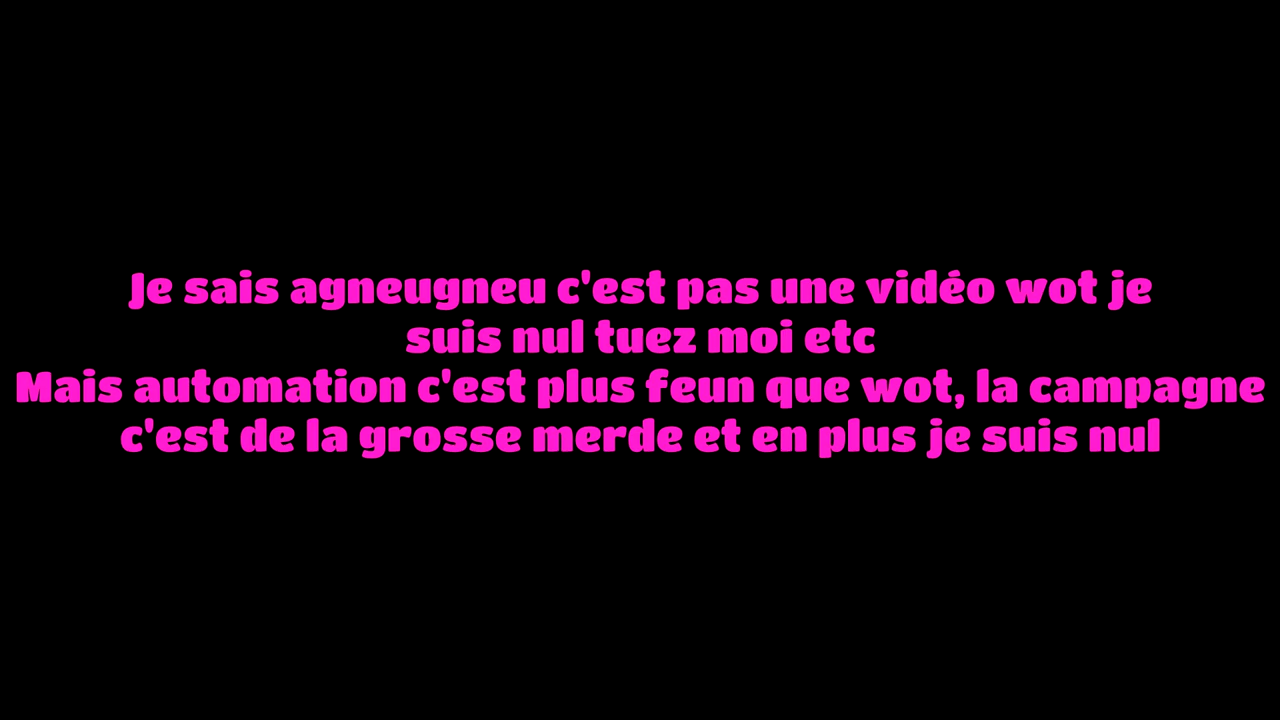 Je sais agneugneu c'est pas une vidéo wot je
suis nul tuez moi etc
Mais automation c'est plus feun que wot, la campagne
c'est de la grosse merde et en plus je suis nul